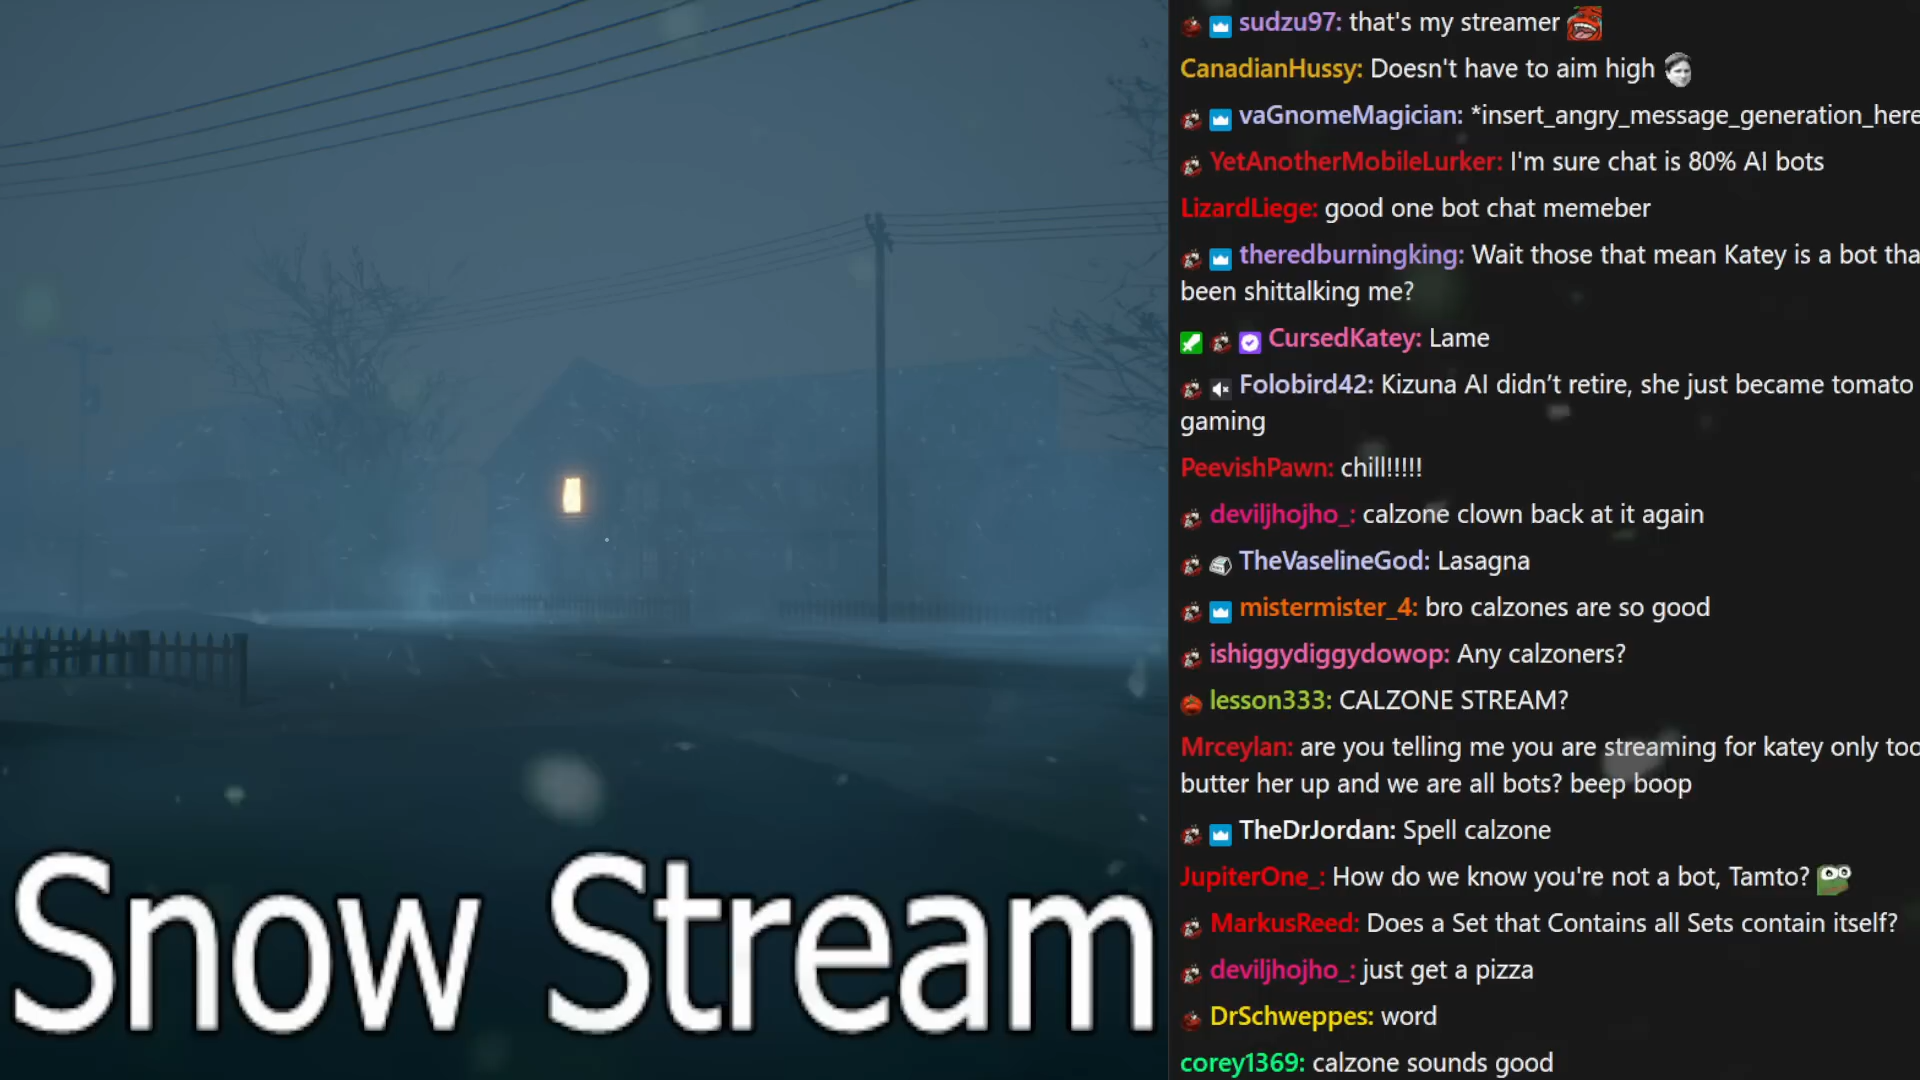 Snow Stream
sudzu97: that's my streamer
CanadianHussy: Doesn't have to aim high
vaGnomeMagician: *insert_angry_message_generation_here
YetAnotherMobileLurker: I'm sure chat is 80% AI bots
LizardLiege: good one bot chat memeber
theredburningking: Wait those that mean Katey is a bot tha
been shittalking me?
CursedKatey: Lame
Folobird42: Kizuna AI didn’t retire, she just became tomato
gaming
PeevishPawn: chill!!!!!
deviljhojho_: calzone clown back at it again
TheVaselineGod: Lasagna
mistermister_4: bro calzones are so good
ishiggydiggydowop: Any calzoners?
lesson333: CALZONE STREAM?
Mrceylan: are you telling me you are streaming for katey only too
butter her up and we are all bots? beep boop
TheDrJordan: Spell calzone
JupiterOne_: How do we know you're not a bot, Tamto?
MarkusReed: Does a Set that Contains all Sets contain itself?
deviljhojho_: just get a pizza
DrSchweppes: word
corey1369: calzone sounds good